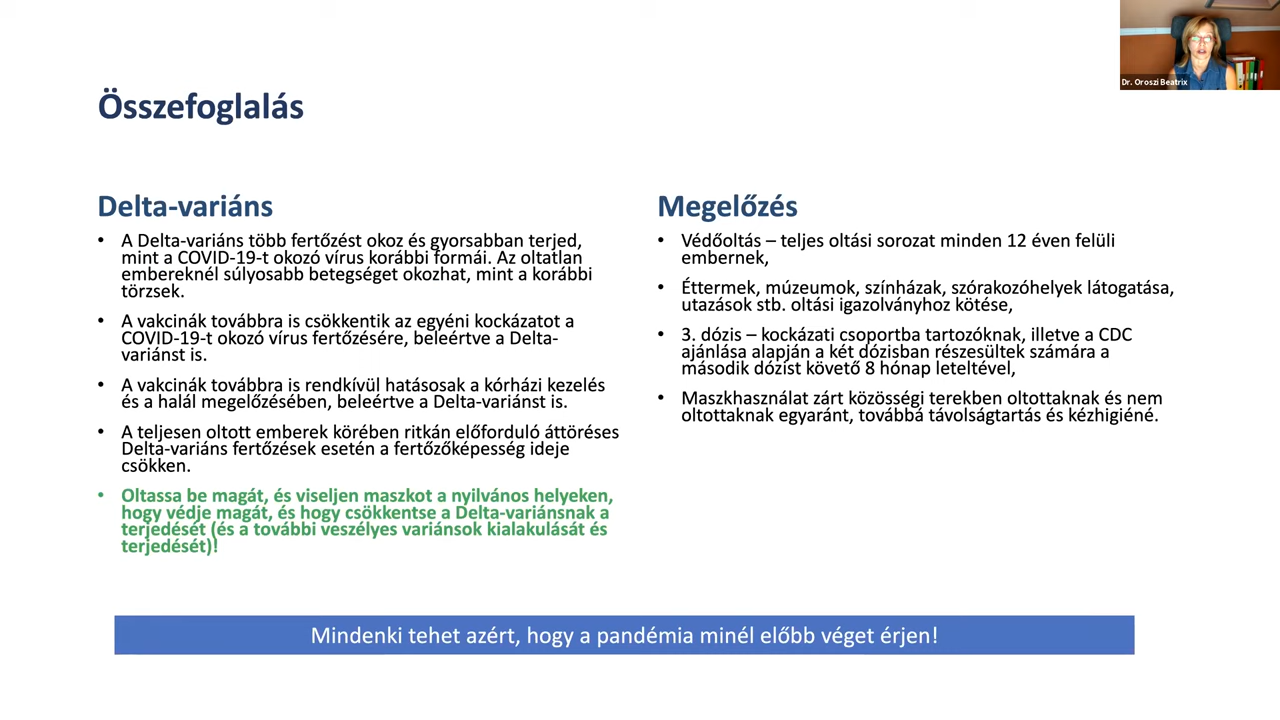 Dr. Oroszi Beatrix
Összefoglalás
Delta-variáns
• A Delta-variáns több fertőzést okoz és gyorsabban terjed,
mint a COVID-19-t okozó vírus korábbi formái. Az oltatlan
embereknél súlyosabb betegséget okozhat, mint a korábbi
törzsek.
• A vakcinák továbbra is csökkentik az egyéni kockázatot a
COVID-19-t okozó vírus fertőzésére, beleértve a Delta-
variánst is.
• A vakcinák továbbra is rendkívül hatásosak a kórházi kezelés
és a halál megelőzésében, beleértve a Delta-variánst is.
• A teljesen oltott emberek körében ritkán előforduló áttöréses
Delta-variáns fertőzések esetén a fertőzőképesség ideje
csökken.
• Oltassa be magát, és viseljen maszkot a nyilvános helyeken,
hogy védje magát, és hogy csökkentse a Delta-variánsnak a
terjedését (és a további veszélyes variánsok kialakulását és
terjedését)!
Megelőzés
• Védőoltás – teljes oltási sorozat minden 12 éven felüli
embernek,
• Éttermek, múzeumok, színházak, szórakozóhelyek látogatása,
utazások stb. oltási igazolványhoz kötése,
• 3. dózis – kockázati csoportba tartozóknak, illetve a CDC
ajánlása alapján a két dózisban részesültek számára a
második dózist követő 8 hónap leteltével,
• Maszkhasználat zárt közösségi terekben oltottaknak és nem
oltottaknak egyaránt, továbbá távolságtartás és kézhigiéné.
Mindenki tehet azért, hogy a pandémia minél előbb véget érjen!